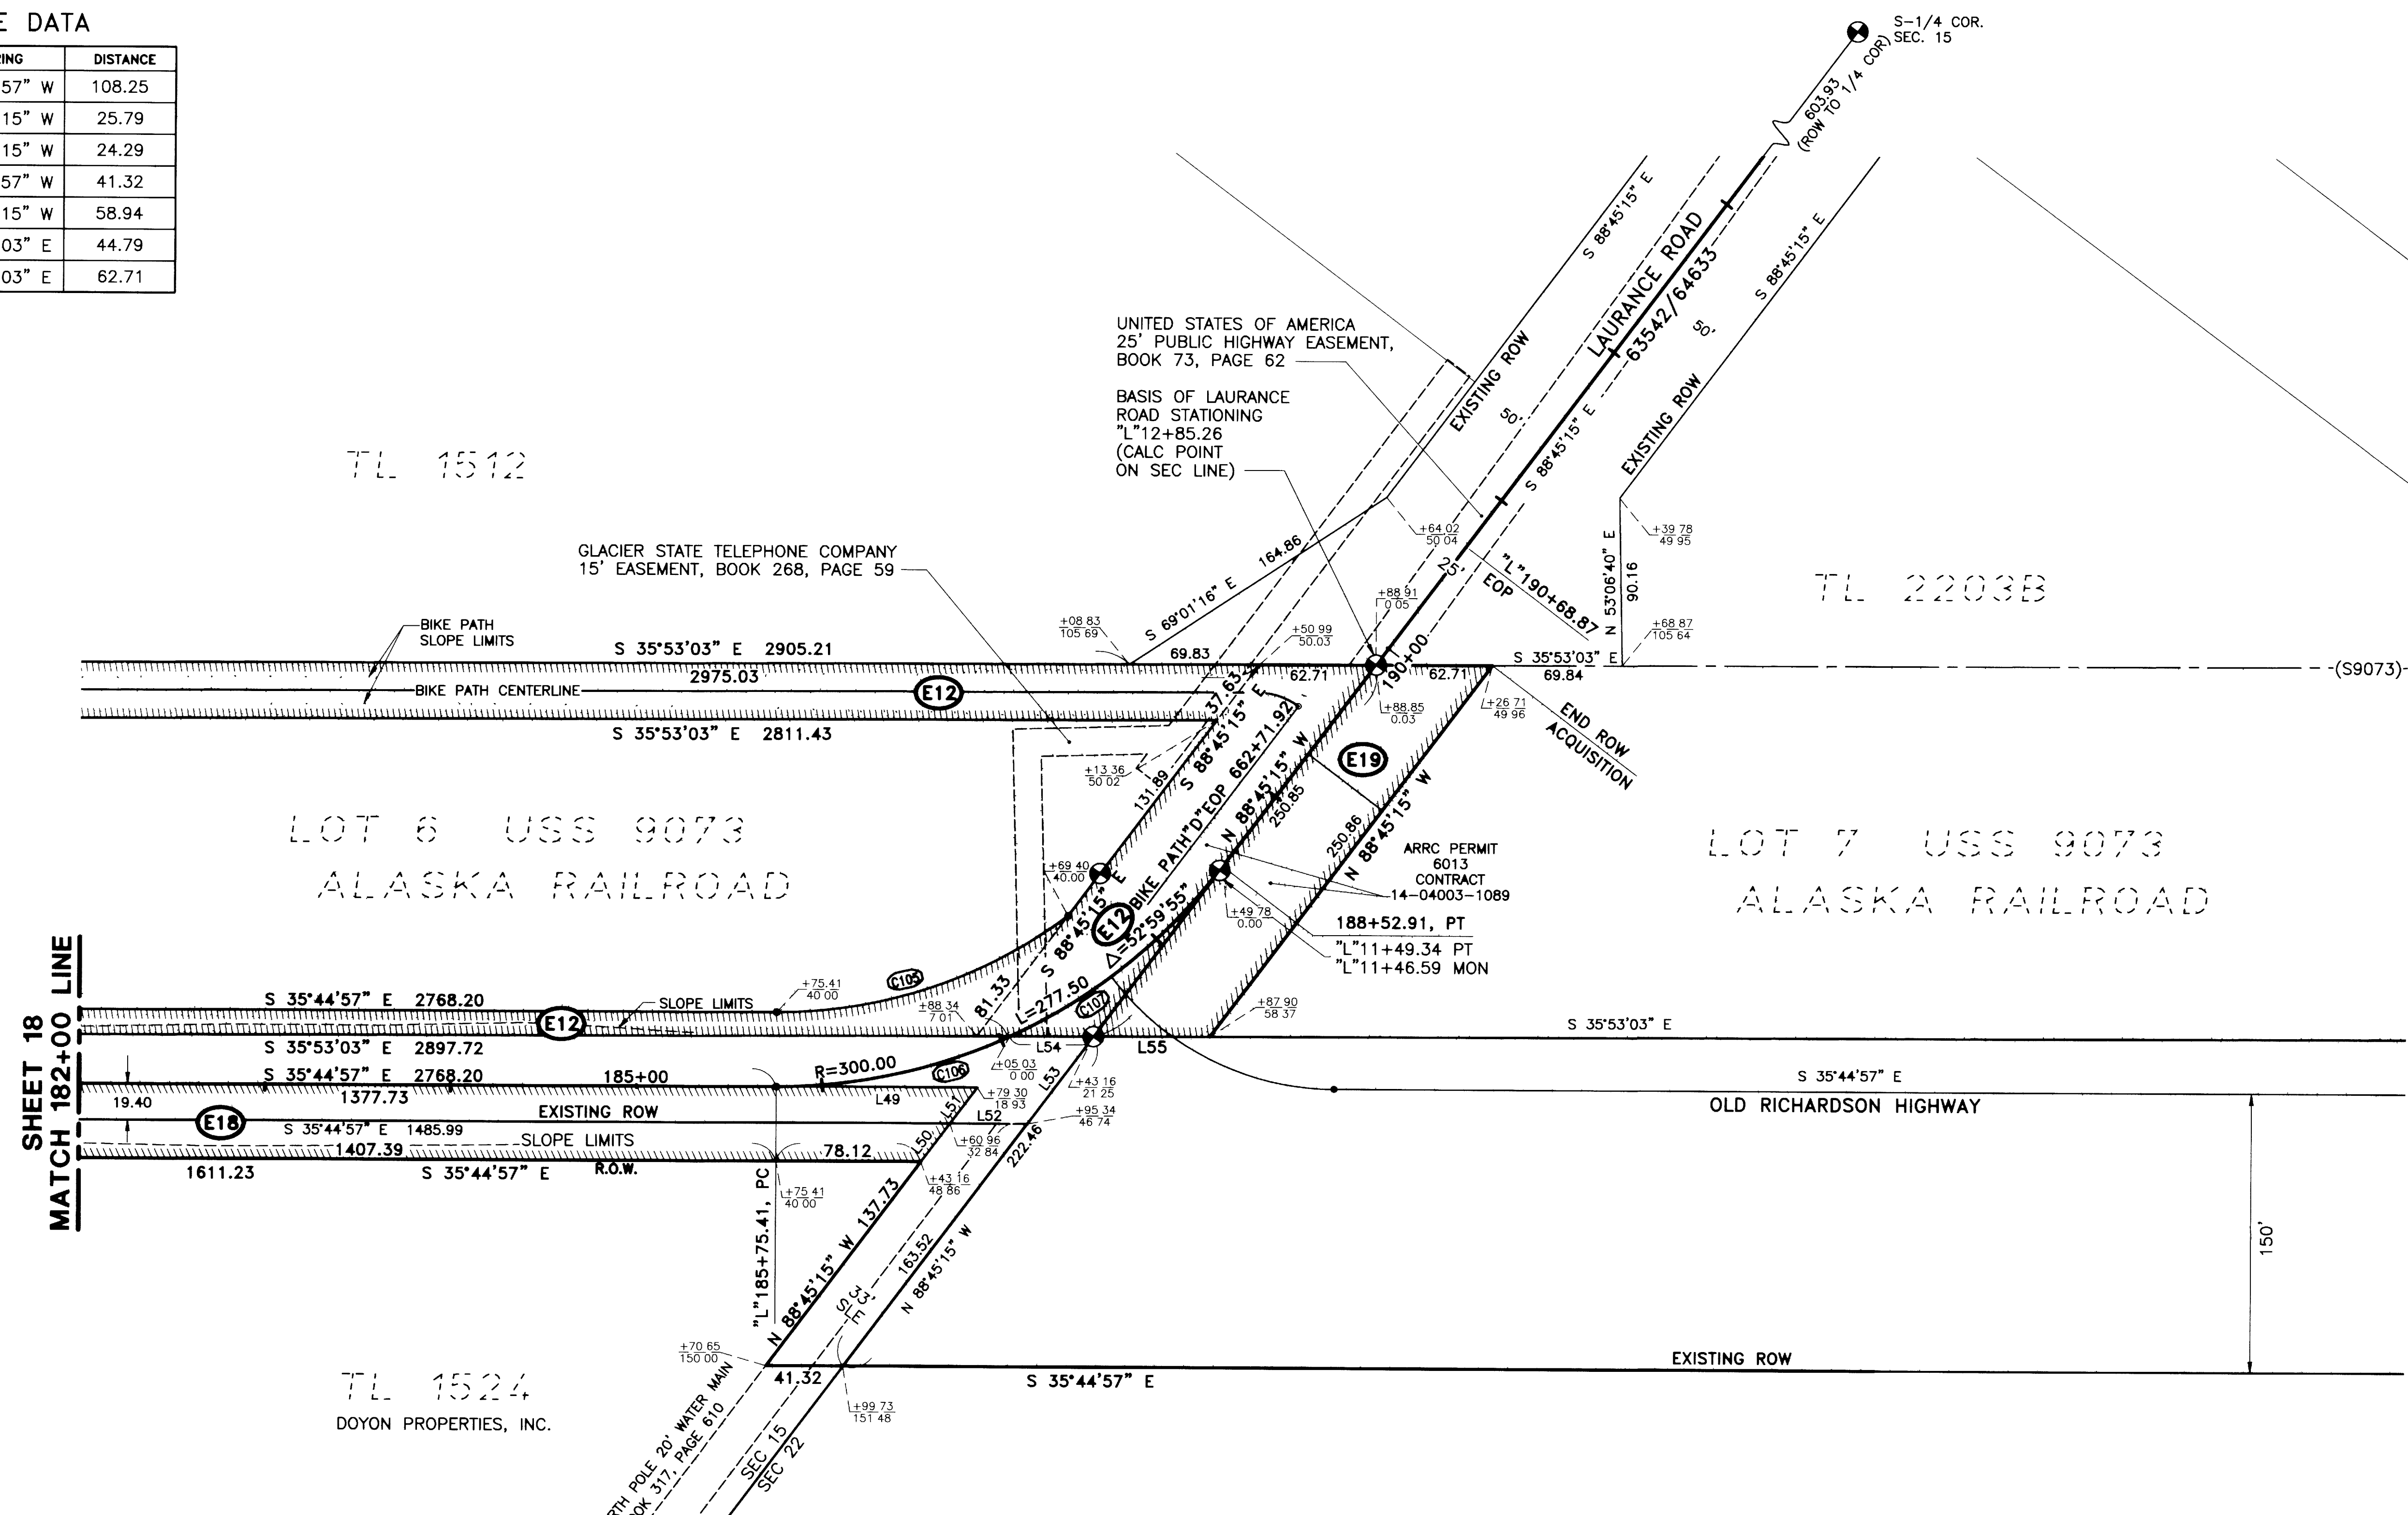 E DATA
RING DISTANCE
57" W 108.25
15" W 25.79
15" W 24.29
57" W 41.32
15" W 58.94
03" E 44.79
03" E 62.71
S-1/4 COR.
SEC. 15
603.93
(ROW TO 1/4 COR)
S 88°45'15" E
LAURANCE ROAD
63542/64633
S 88°45'15" E
50'
UNITED STATES OF AMERICA
25' PUBLIC HIGHWAY EASEMENT,
BOOK 73, PAGE 62
EXISTING ROW
50'
EXISTING ROW
BASIS OF LAURANCE
ROAD STATIONING
"L"12+85.26
(CALC POINT
ON SEC LINE)
S 88°45'15" E
TL 1512
+64 02
50 04
+39 78
49 95
N 53°06'40" E
90.16
GLACIER STATE TELEPHONE COMPANY
15' EASEMENT, BOOK 268, PAGE 59
164.86
S 69°01'16" E
25'
"L"190+68.87
EOP
TL 2203B
+88.91
0 05
+08 83
105 69
+50 99
50.03
+68 87
105 64
BIKE PATH
SLOPE LIMITS
S 35°53'03" E 2905.21
69.83
190+00
S 35°53'03" E
69.84
(S9073)
2975.03
62.71
62.71
BIKE PATH CENTERLINE
E12
37.63
+88.85
0.03
+26 71
49 96
S 35°53'03" E 2811.43
END ROW
ACQUISITION
S 88°45'15" E
+13 36
50 02
131.89
BIKE PATH"D"EOP 662+71.92
N 88°45'15" W
250.85
E19
250.86
N 88°45'15" W
LOT 6 USS 9073
ALASKA RAILROAD
LOT 7 USS 9073
ALASKA RAILROAD
ARRC PERMIT
6013
CONTRACT
14-04003-1089
+69 40
40.00
S 88°45'15" E
E12
Δ=52°59'55"
+49 78
0.00
188+52.91, PT
"L"11+49.34 PT
"L"11+46.59 MON
SHEET 18
MATCH 182+00 LINE
C105
+75.41
40 00
S 35°44'57" E 2768.20
SLOPE LIMITS
E12
+88.34
7 01
81.33
L=277.50
C107
+87 90
58 37
S 35°53'03" E
S 35°53'03" E 2897.72
L54
L55
+05 03
0 00
R=300.00
C106
L53
+43 16
21 25
S 35°44'57" E 2768.20
185+00
S 35°44'57" E
OLD RICHARDSON HIGHWAY
19.40
1377.73
L49
+79 30
18 93
EXISTING ROW
L51
L52
+95 34
46 74
E18
S 35°44'57" E 1485.99
SLOPE LIMITS
L50
+60 96
32 84
222.46
1407.39
78.12
1611.23
S 35°44'57" E
R.O.W.
+75 41
40 00
+43 16
48 86
"L"185+75.41, PC
N 88°45'15" W 137.73
163.52
N 88°45'15" W
33'
SLE
150'
+70 65
150 00
EXISTING ROW
41.32
S 35°44'57" E
TL 1524
DOYON PROPERTIES, INC.
+99 73
151 48
RTH POLE 20' WATER MAIN
OOK 317, PAGE 610
SEC 15
SEC 22